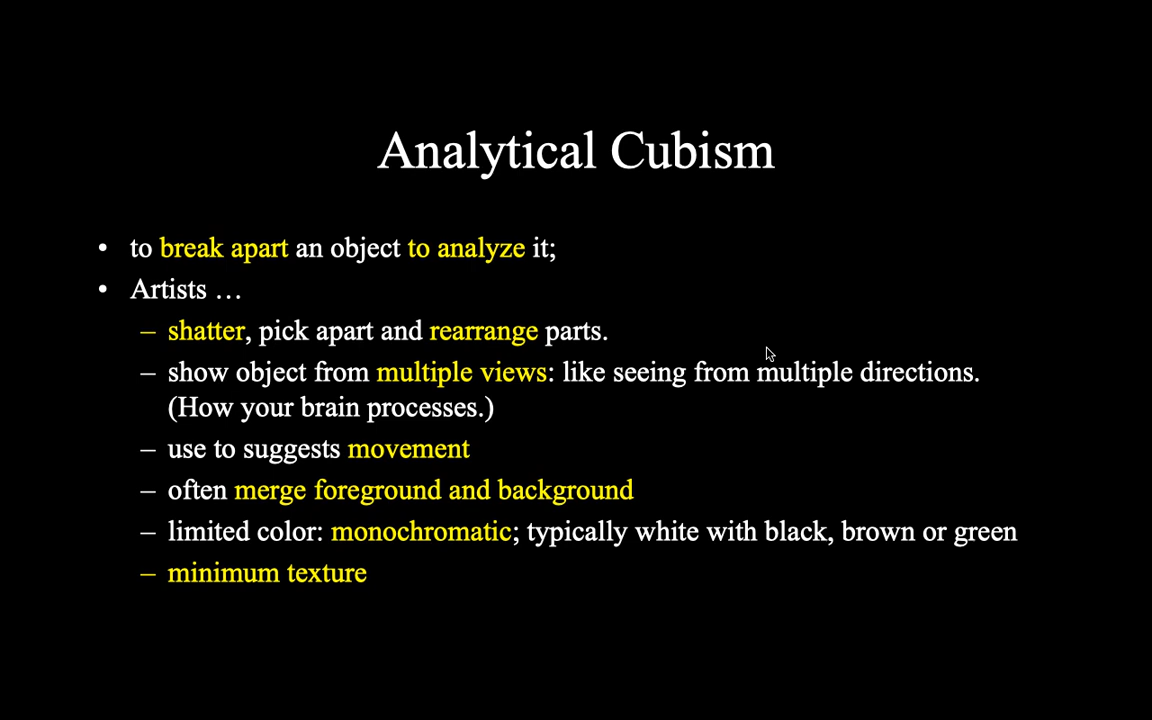 Analytical Cubism
• to break apart an object to analyze it;
• Artists …
– shatter, pick apart and rearrange parts.
– show object from multiple views: like seeing from multiple directions.
(How your brain processes.)
– use to suggests movement
– often merge foreground and background
– limited color: monochromatic; typically white with black, brown or green
– minimum texture